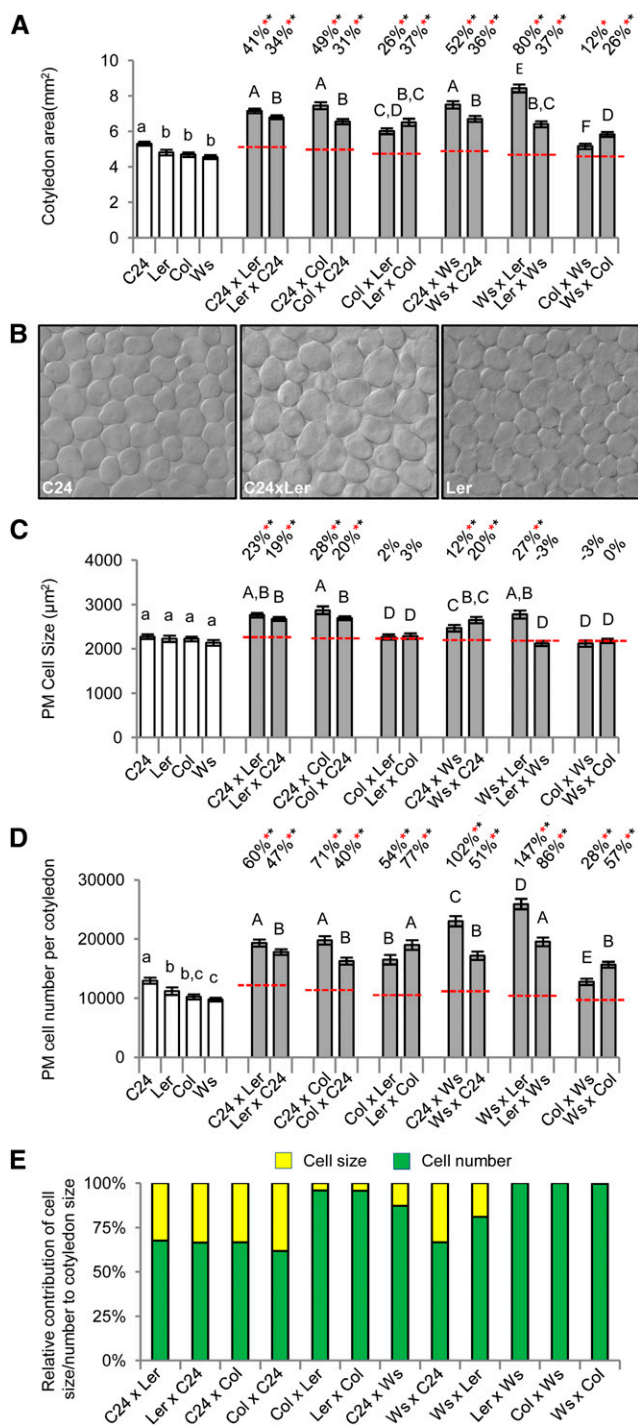 A
41%** 34%** 49%** 31%** 26%** 37%** 52%** 36%** 80%** 37%** 12%* 26%**
Cotyledon area(mm²)
10
8
6
4
2
0
a b b b A B A B C,D B,C A B E B,C F D
C24 Ler Col Ws C24 x Ler Ler x C24 C24 x Col Col x C24 Col x Ler Ler x Col C24 x Ws Ws x C24 Ws x Ler Ler x Ws Col x Ws Ws x Col
B
C24 C24xLer Ler
C
23%** 19%** 28%** 20%** 2% 3% 12%** 20%** 27%** -3% -3% 0%
PM Cell Size (µm²)
4000
3000
2000
1000
0
a a a a A,B B A B D D C B,C A,B D D D
C24 Ler Col Ws C24 x Ler Ler x C24 C24 x Col Col x C24 Col x Ler Ler x Col C24 x Ws Ws x C24 Ws x Ler Ler x Ws Col x Ws Ws x Col
D
60%** 47%** 71%** 40%** 54%** 77%** 102%** 51%** 147%** 86%** 28%** 57%**
PM cell number per cotyledon
30000
20000
10000
0
a b b,c c A B A B B A C B D A E B
C24 Ler Col Ws C24 x Ler Ler x C24 C24 x Col Col x C24 Col x Ler Ler x Col C24 x Ws Ws x C24 Ws x Ler Ler x Ws Col x Ws Ws x Col
E
Cell size Cell number
Relative contribution of cell
size/number to cotyledon size
100%
75%
50%
25%
0%
C24 x Ler Ler x C24 C24 x Col Col x C24 Col x Ler Ler x Col C24 x Ws Ws x C24 Ws x Ler Ler x Ws Col x Ws Ws x Col